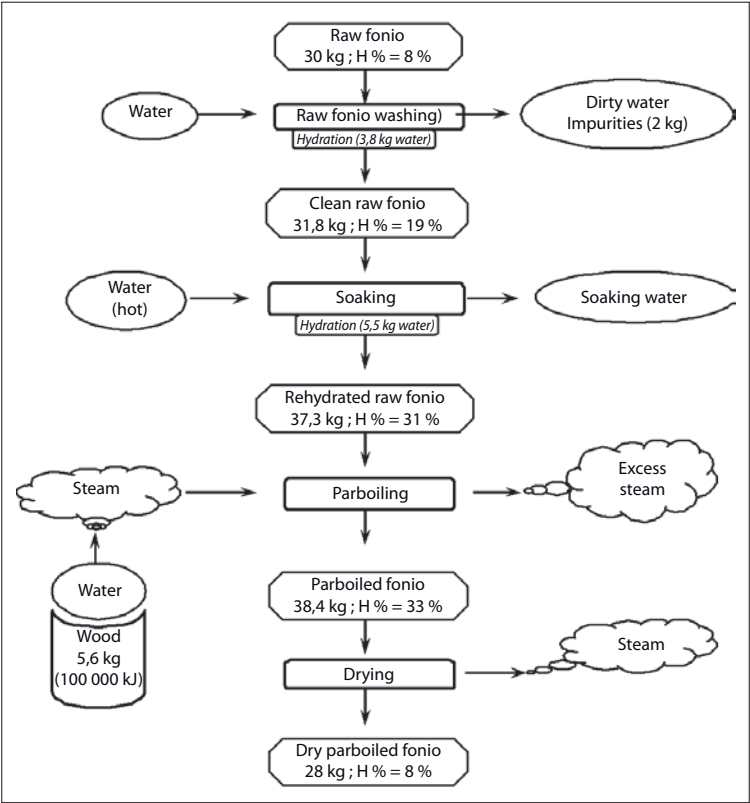 Raw fonio
30 kg ; H % = 8 %
Water
Raw fonio washing)
Hydration (3,8 kg water)
Dirty water
Impurities (2 kg)
Clean raw fonio
31,8 kg ; H % = 19 %
Water
(hot)
Soaking
Hydration (5,5 kg water)
Soaking water
Rehydrated raw fonio
37,3 kg ; H % = 31 %
Steam
Parboiling
Excess
steam
Water
Wood
5,6 kg
(100 000 kJ)
Parboiled fonio
38,4 kg ; H % = 33 %
Drying
Steam
Dry parboiled fonio
28 kg ; H % = 8 %